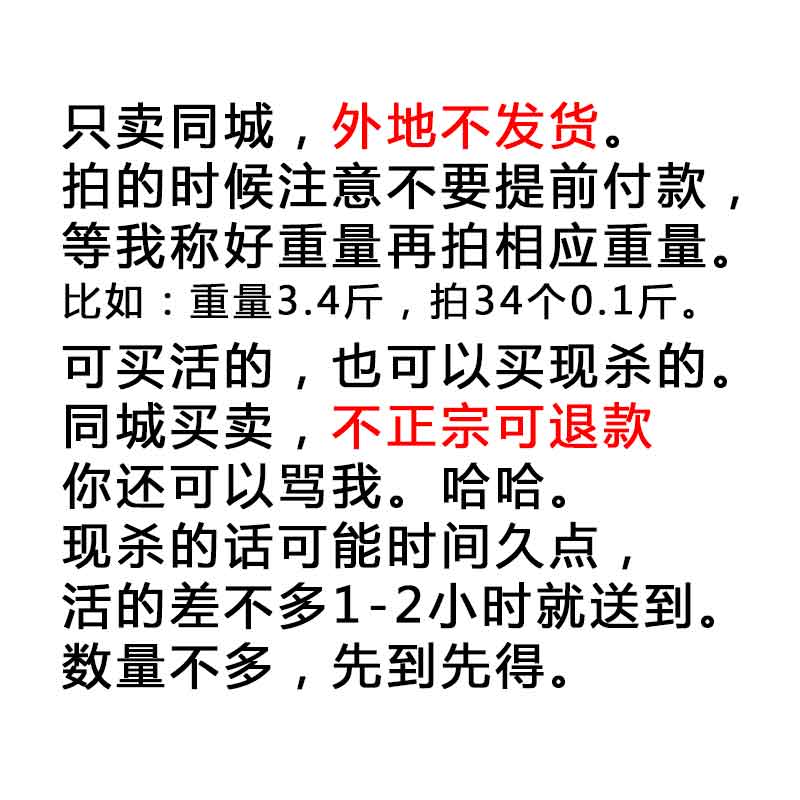 只卖同城，外地不发货。
拍的时候注意不要提前付款，
等我称好重量再拍相应重量。
比如：重量3.4斤，拍34个0.1斤。
可买活的，也可以买现杀的。
同城买卖，不正宗可退款
你还可以骂我。哈哈。
现杀的话可能时间久点，
活的差不多1-2小时就送到。
数量不多，先到先得。